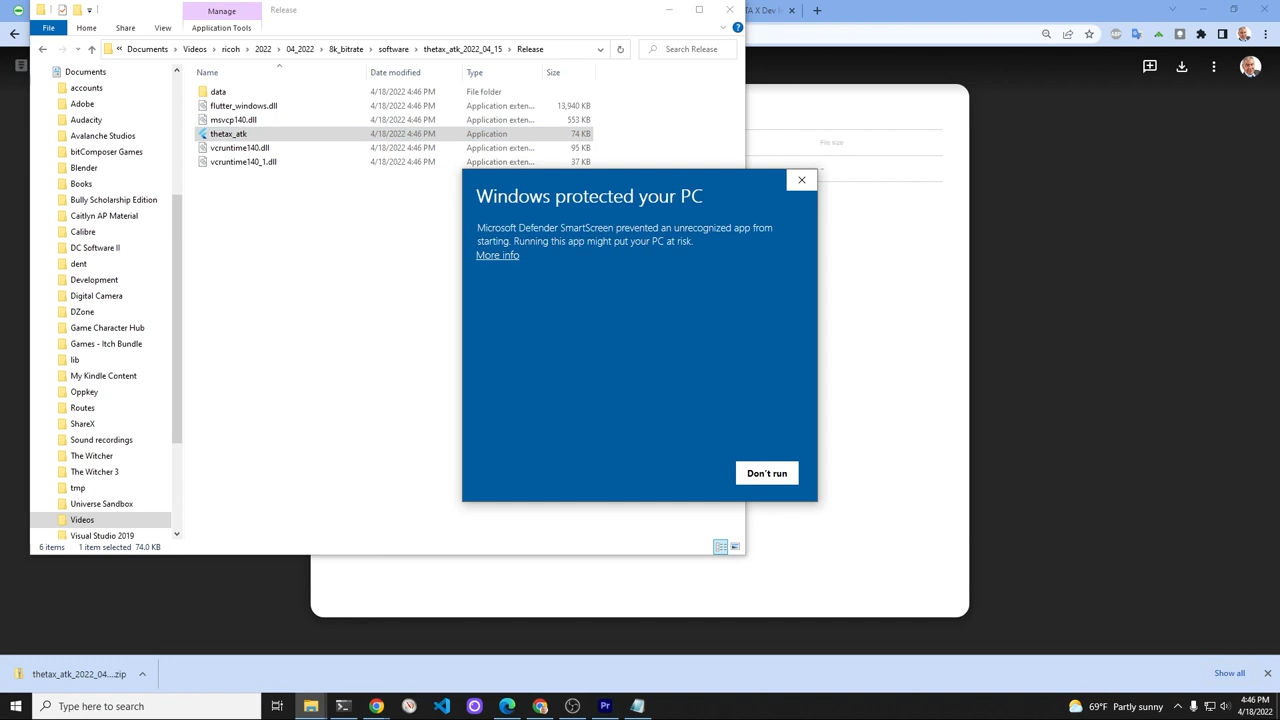 Manage
Release
TA X Dev I
File
Home
Share
View
Application Tools
« Documents > Videos > ricoh > 2022 > 04_2022 > 8k_bitrate > software > thetax_atk_2022_04_15 > Release
Search Release
Name
Date modified
Type
Size
Documents
accounts
Adobe
Audacity
Avalanche Studios
bitComposer Games
Blender
Books
Bully Scholarship Edition
Caitlyn AP Material
Calibre
DC Software II
dent
Development
Digital Camera
DZone
Game Character Hub
Games - Itch Bundle
lib
My Kindle Content
Oppkey
Routes
ShareX
Sound recordings
The Witcher
The Witcher 3
tmp
Universe Sandbox
Videos
Visual Studio 2019
data 4/18/2022 4:46 PM File folder
flutter_windows.dll 4/18/2022 4:46 PM Application exten... 13,940 KB
msvcp140.dll 4/18/2022 4:46 PM Application exten... 553 KB
thetax_atk 4/18/2022 4:46 PM Application 74 KB
vcruntime140.dll 4/18/2022 4:46 PM Application exten... 95 KB
vcruntime140_1.dll 4/18/2022 4:46 PM Application exten... 37 KB
File size
Windows protected your PC
Microsoft Defender SmartScreen prevented an unrecognized app from
starting. Running this app might put your PC at risk.
More info
Don't run
6 items 1 item selected 74.0 KB
thetax_atk_2022_04....zip
Show all
Type here to search
69°F Partly sunny
4:46 PM
4/18/2022